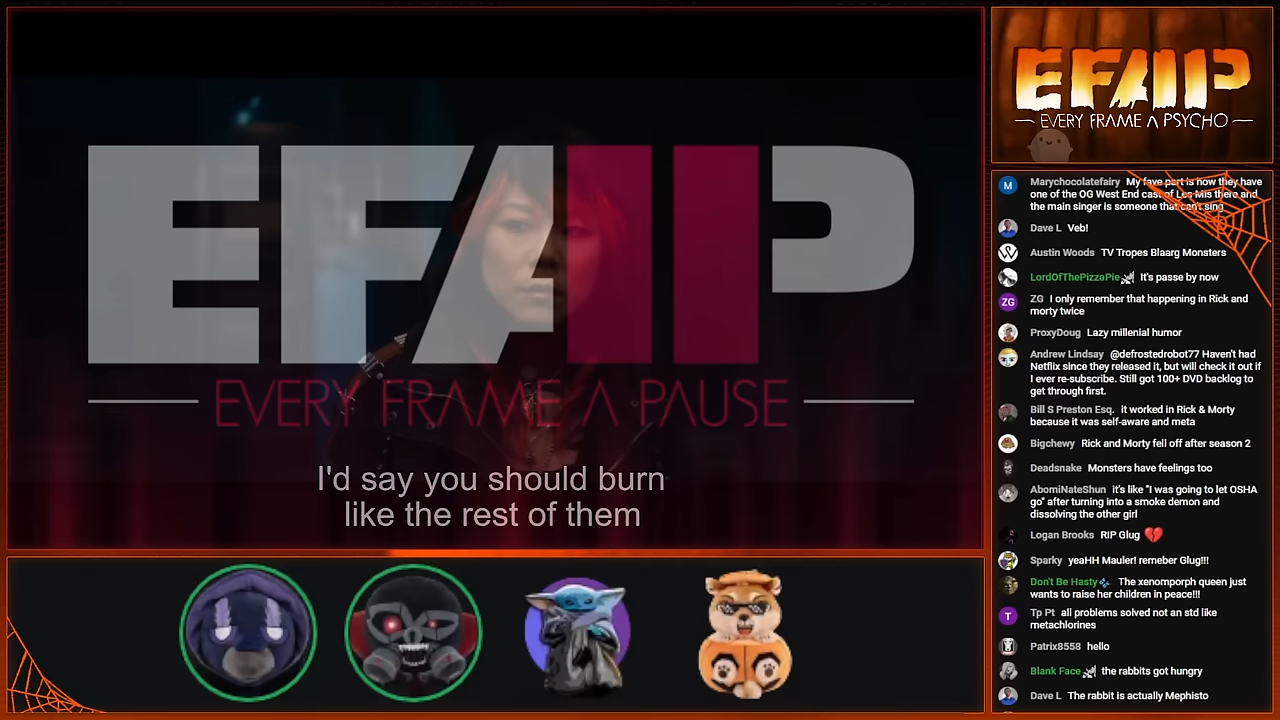 EFAIIP
EVERY FRAME A PAUSE
I'd say you should burn
like the rest of them
EFAIIP
EVERY FRAME A PSYCHO
Marychocolatefairy My fave part is how they have
one of the OG West End cast of Les Mis there and
the main singer is someone that can't sing
Dave L Veb!
Austin Woods TV Tropes Blaarg Monsters
LordOfThePizzaPie It's passe by now
ZG ZG I only remember that happening in Rick and
morty twice
ProxyDoug Lazy millenial humor
Andrew Lindsay @defrostedrobot77 Haven't had
Netflix since they released it, but will check it out if
I ever re-subscribe. Still got 100+ DVD backlog to
get through first.
Bill S Preston Esq. it worked in Rick & Morty
because it was self-aware and meta
Bigchewy Rick and Morty fell off after season 2
Deadsnake Monsters have feelings too
AbomiNateShun it's like "I was going to let OSHA
go" after turning into a smoke demon and
dissolving the other girl
Logan Brooks RIP Glug 💔
Sparky yeaHH Mauler! remeber Glug!!!
Don't Be Hasty The xenomporph queen just
wants to raise her children in peace!!!
T Tp Pt all problems solved not an std like
metachlorines
Patrix8558 hello
Blank Face the rabbits got hungry
Dave L The rabbit is actually Mephisto